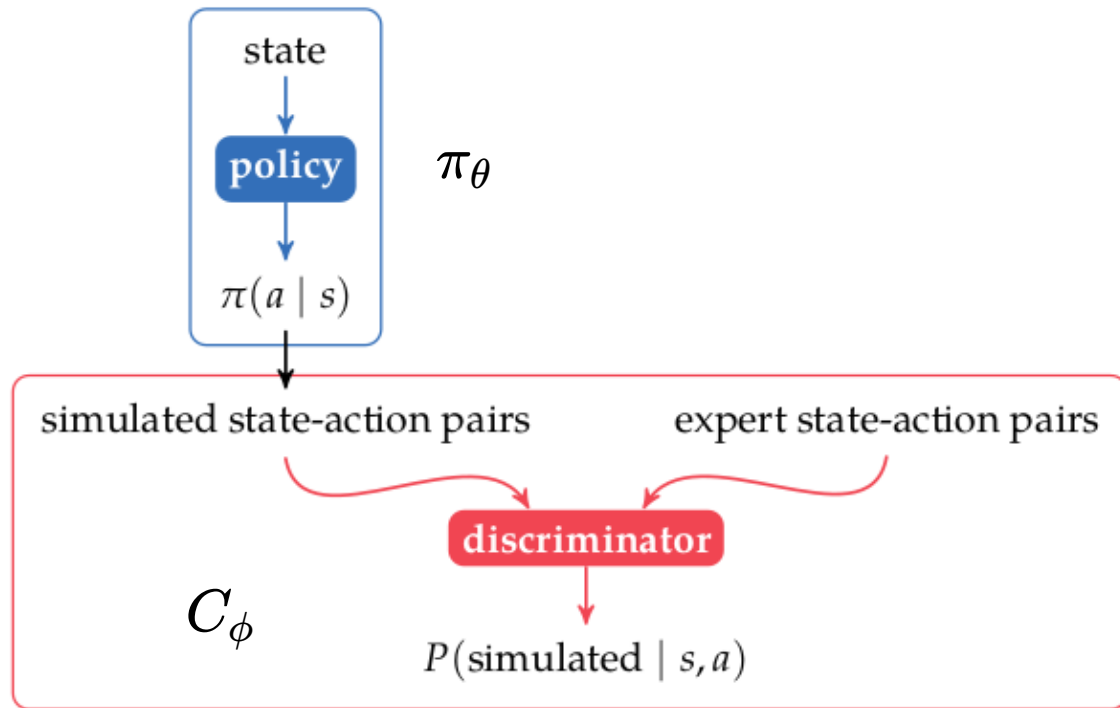 state
policy
π_θ
π(a | s)
simulated state-action pairs
expert state-action pairs
discriminator
C_ϕ
P(simulated | s, a)